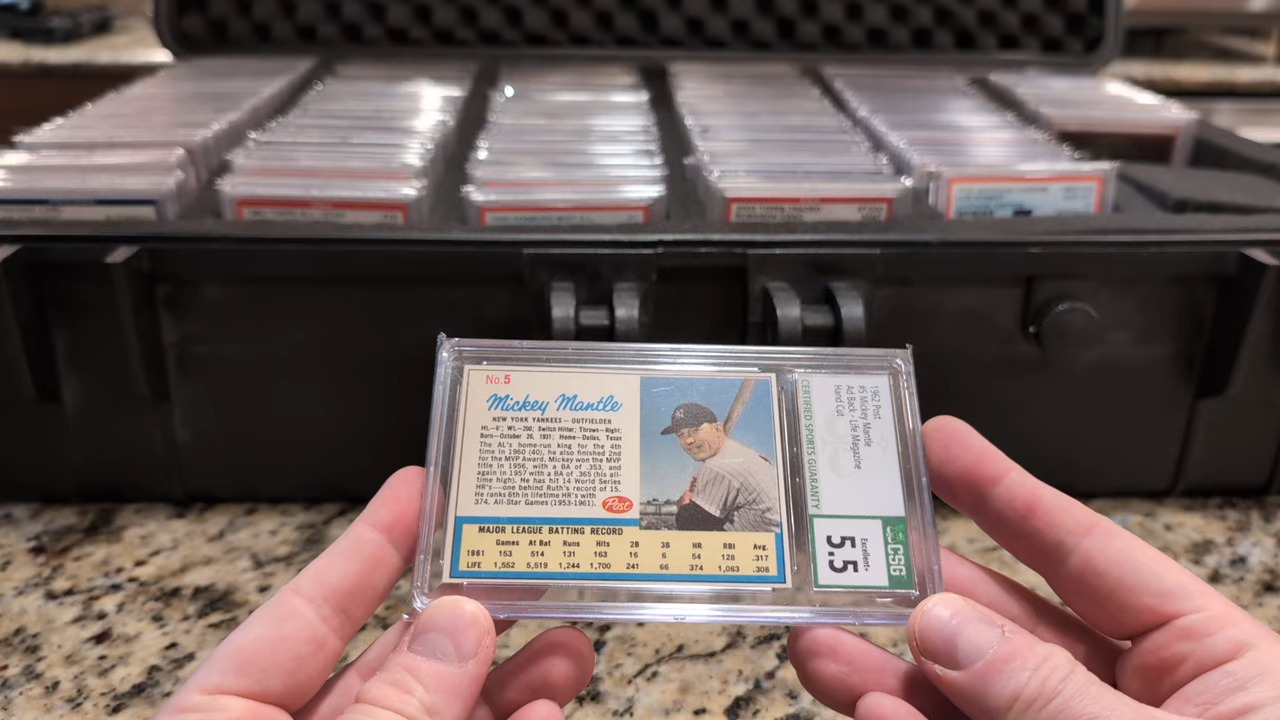 No.5
Mickey Mantle
NEW YORK YANKEES — OUTFIELDER
Ht.—6'; Wt.—200; Switch Hitter; Throws—Right;
Born—October 20, 1931; Home—Dallas, Texas
The AL's home-run king for the 4th
time in 1960 (40), he also finished 2nd
for the MVP Award. Mickey won the MVP
title in 1956, with a BA of .353, and
again in 1957 with a BA of .365 (his all-
time high). He has hit 14 World Series
HR's—one behind Ruth's record of 15.
He ranks 6th in lifetime HR's with
374. All-Star Games (1953-1961).
Post
MAJOR LEAGUE BATTING RECORD
Games At Bat Runs Hits 2B 3B HR RBI Avg.
1961 153 514 131 163 16 6 54 128 .317
LIFE 1,552 5,519 1,244 1,700 241 66 374 1,063 .308
1962 Post
#5 Mickey Mantle
Ad Back - Life Magazine
Hand Cut
CERTIFIED SPORTS GUARANTY
CSG
Excellent+
5.5